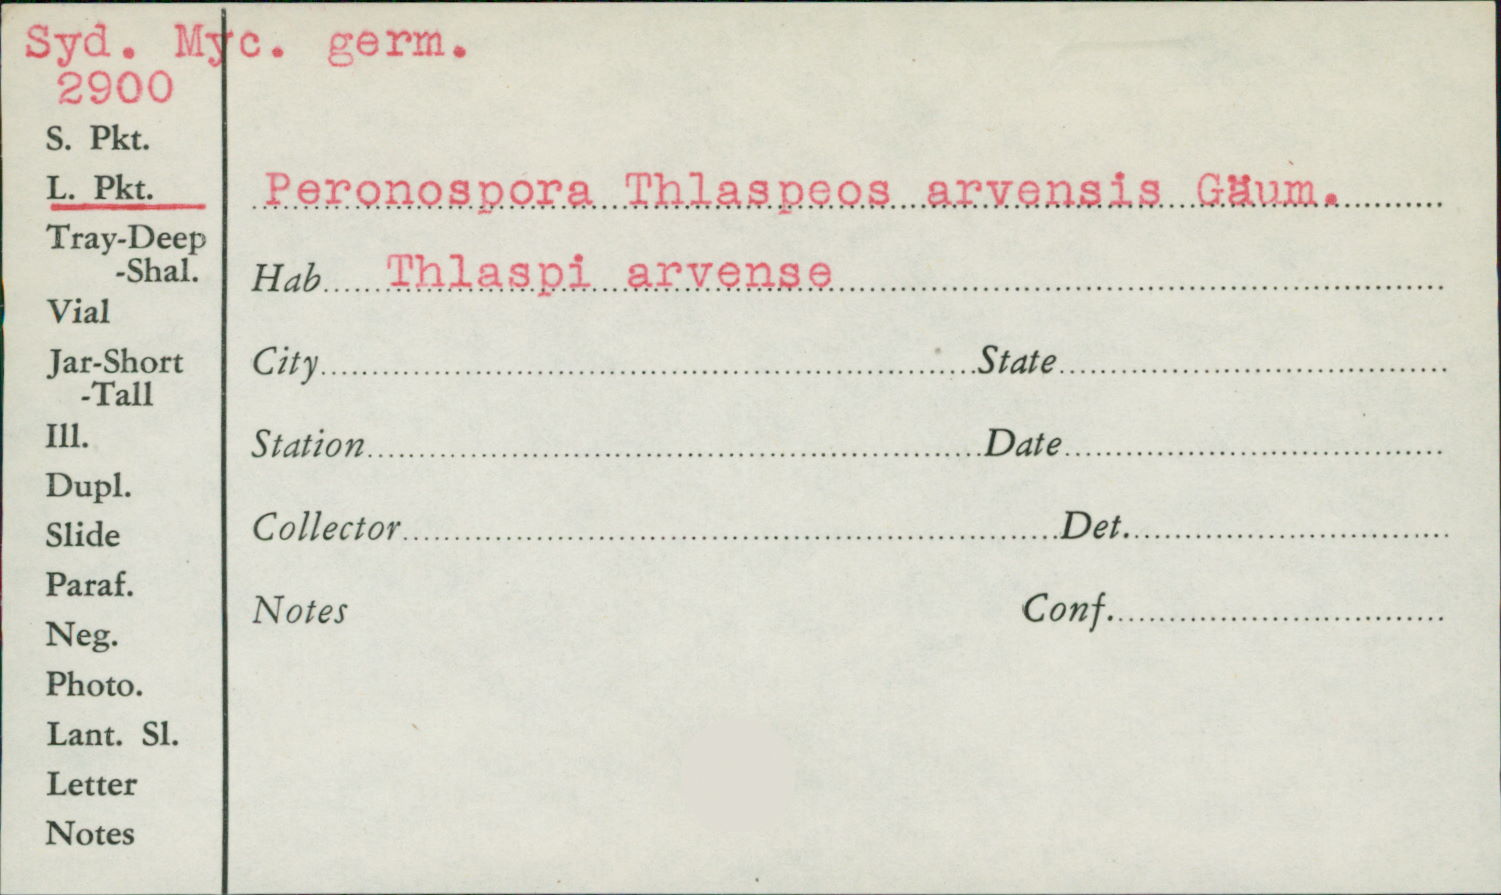 Syd. Myc. germ.
2900
S. Pkt.
L. Pkt.
Tray-Deep
-Shal.
Vial
Jar-Short
-Tall
Ill.
Dupl.
Slide
Paraf.
Neg.
Photo.
Lant. Sl.
Letter
Notes
Peronospora Thlaspeos arvensis Gäum.
Hab. Thlaspi arvense
City State
Station Date
Collector Det.
Notes Conf.